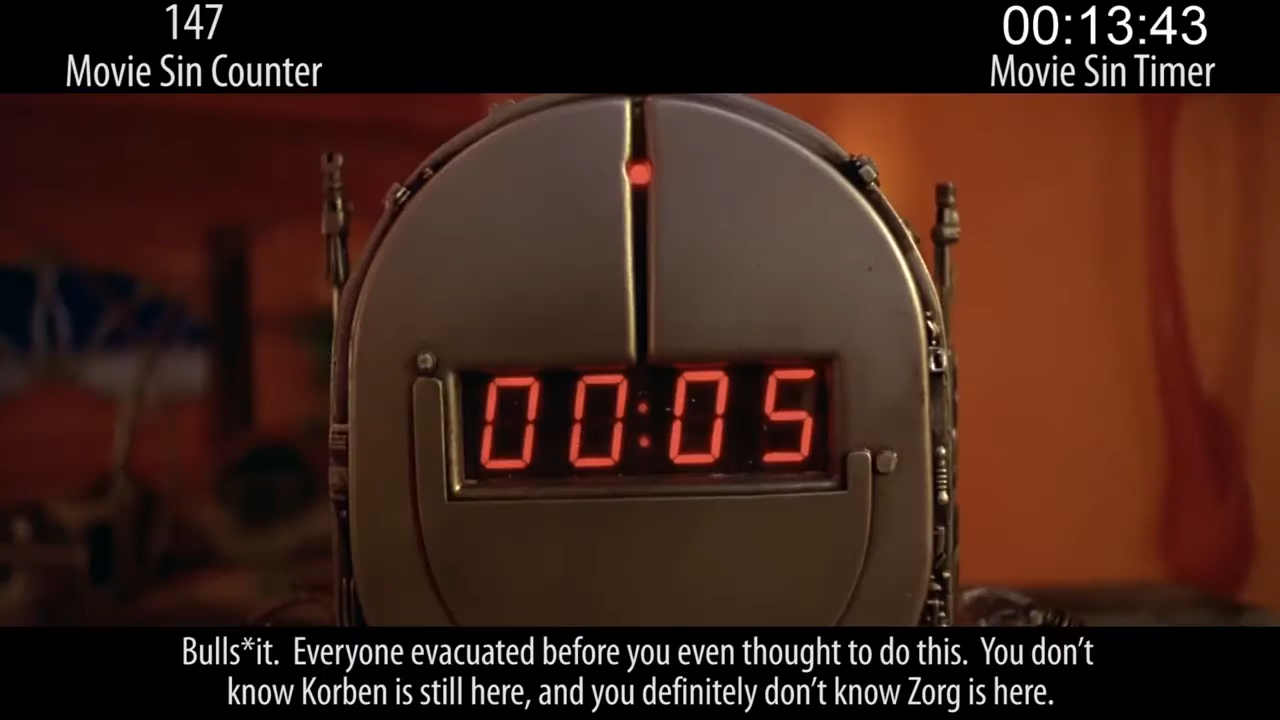 147
Movie Sin Counter
00:13:43
Movie Sin Timer
00:05
Bulls*it.  Everyone evacuated before you even thought to do this.  You don't
know Korben is still here, and you definitely don't know Zorg is here.